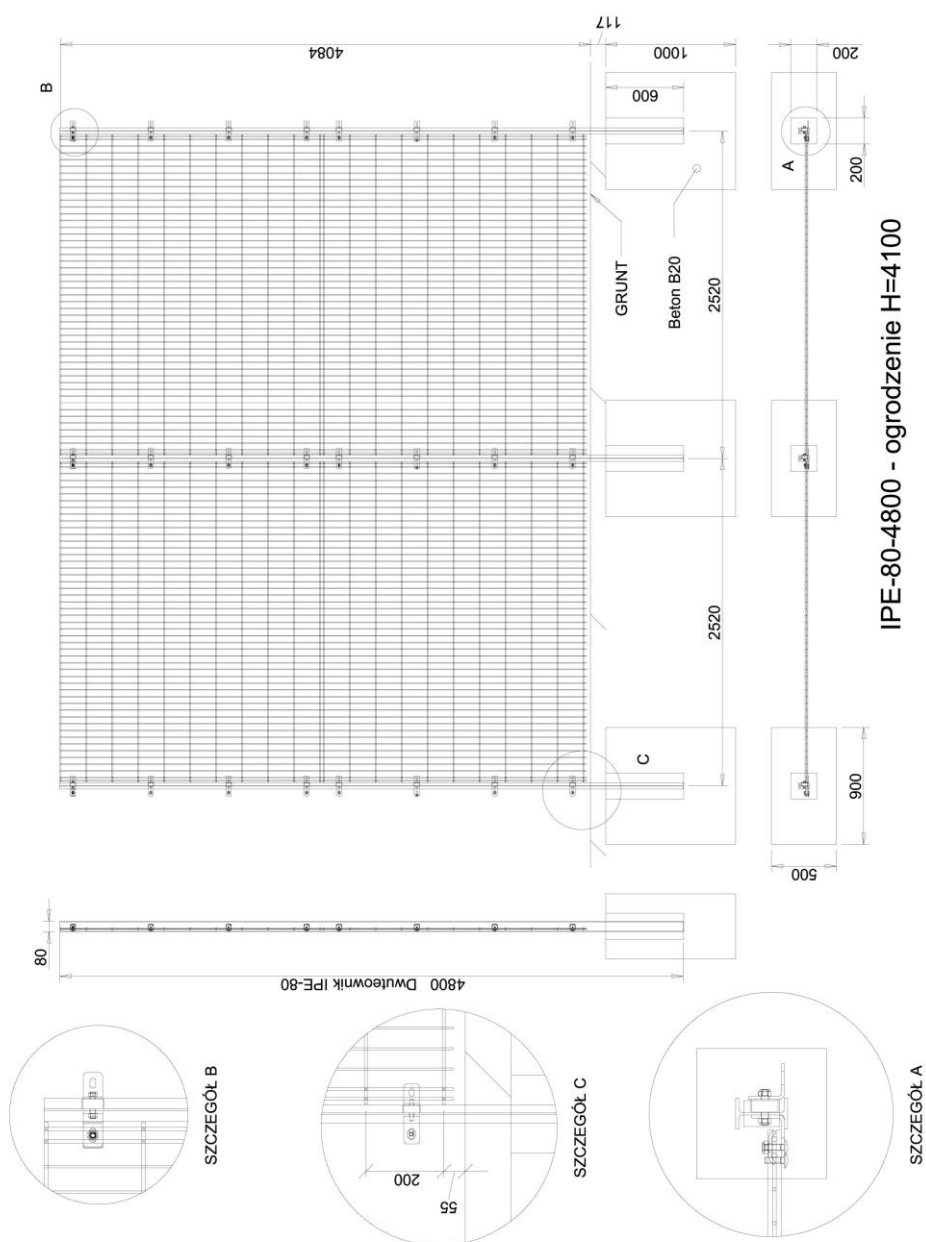 B
4084
117
1000
600
200
A
200
GRUNT
Beton B20
2520
2520
C
900
500
IPE-80-4800 - ogrodzenie H=4100
80
4800 Dwuteownik IPE-80
SZCZEGÓŁ B
200
55
SZCZEGÓŁ C
SZCZEGÓŁ A